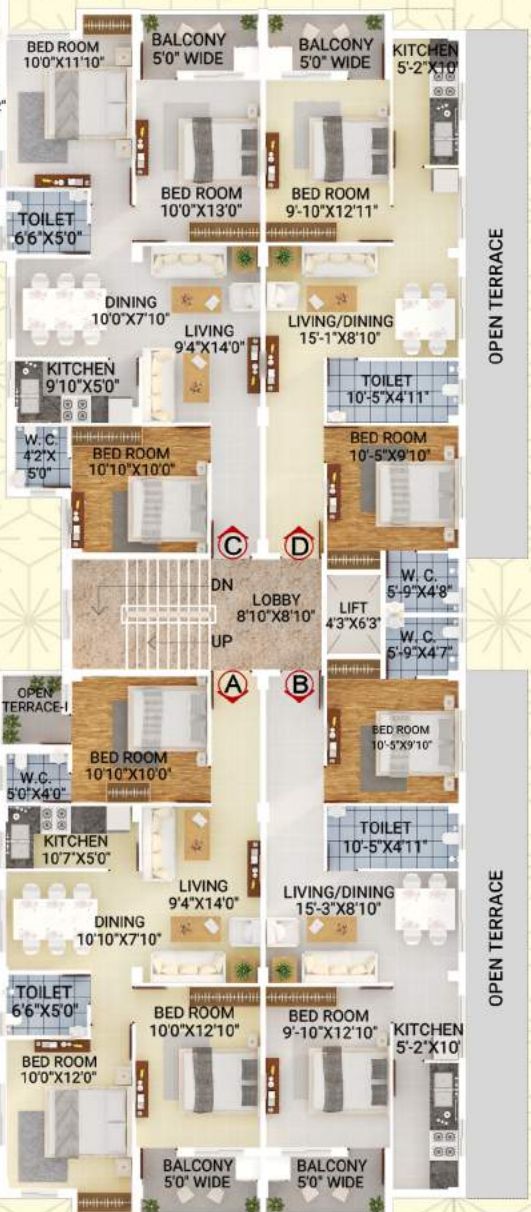 BED ROOM
10'0"X11'10"
BALCONY
5'0" WIDE
BALCONY
5'0" WIDE
KITCHEN
5'-2"X10'
BED ROOM
10'0"X13'0"
BED ROOM
9'-10"X12'11"
TOILET
6'6"X5'0"
OPEN TERRACE
DINING
10'0"X7'10"
LIVING
9'4"X14'0"
LIVING/DINING
15'-1"X8'10"
KITCHEN
9'10"X5'0"
TOILET
10'-5"X4'11"
W. C.
4'2"X
5'0"
BED ROOM
10'10"X10'0"
BED ROOM
10'-5"X9'10"
C
D
DN
UP
LOBBY
8'10"X8'10"
LIFT
4'3"X6'3"
W. C.
5'-9"X4'8"
W. C.
5'-9"X4'7"
A
B
OPEN
TERRACE-I
BED ROOM
10'10"X10'0"
BED ROOM
10'-5"X9'10"
W.C.
5'0"X4'0"
KITCHEN
10'7"X5'0"
TOILET
10'-5"X4'11"
LIVING
9'4"X14'0"
LIVING/DINING
15'-3"X8'10"
DINING
10'10"X7'10"
OPEN TERRACE
TOILET
6'6"X5'0"
BED ROOM
10'0"X12'10"
BED ROOM
9'-10"X12'10"
KITCHEN
5'-2"X10'
BED ROOM
10'0"X12'0"
BALCONY
5'0" WIDE
BALCONY
5'0" WIDE